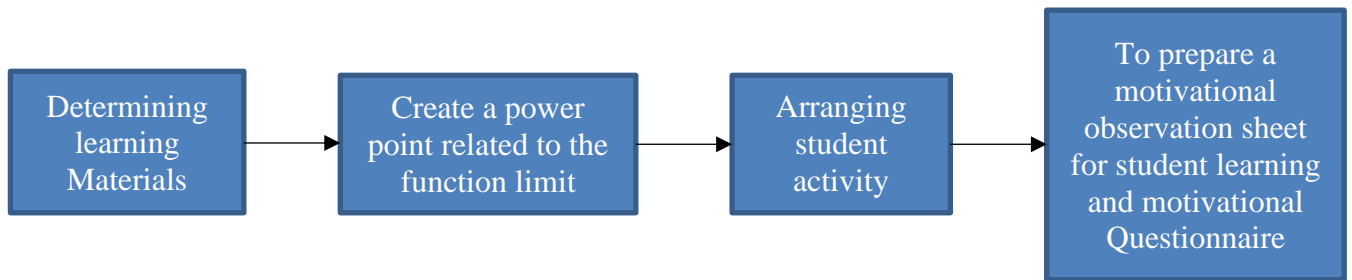 Determining
learning
Materials
Create a power
point related to the
function limit
Arranging
student
activity
To prepare a
motivational
observation sheet
for student learning
and motivational
Questionnaire